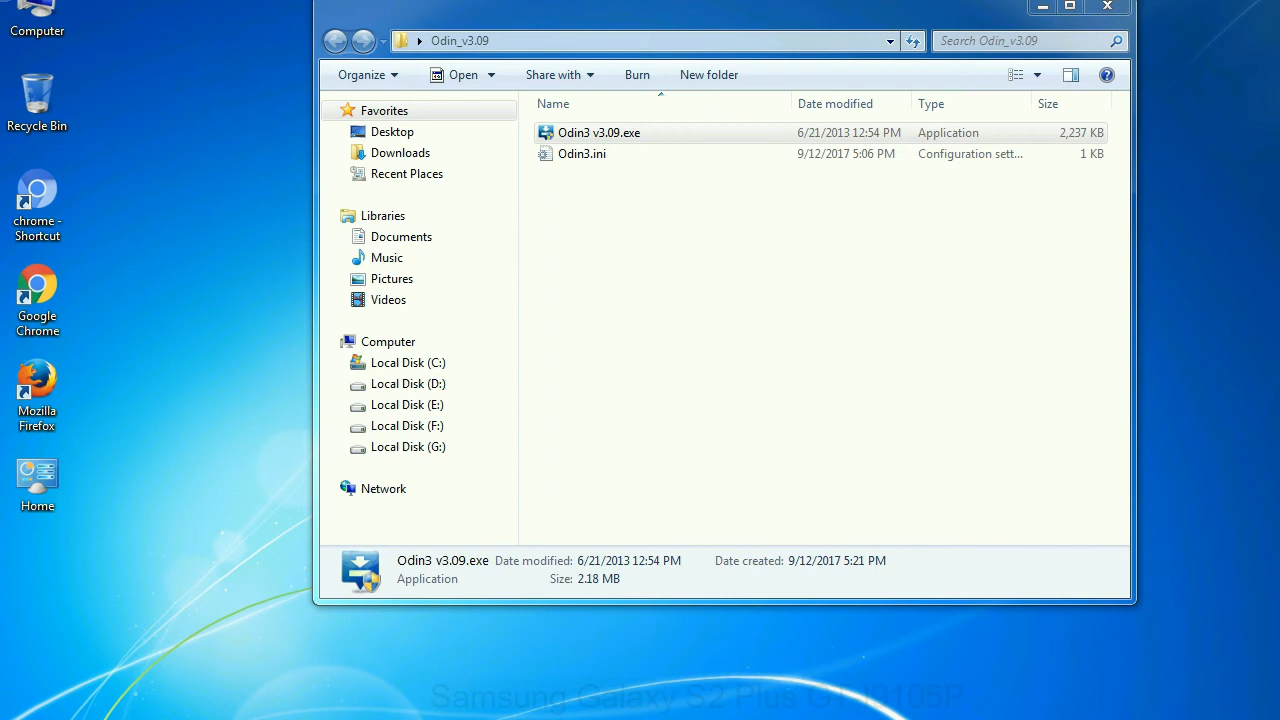 Computer
Recycle Bin
chrome -
Shortcut
Google
Chrome
Mozilla
Firefox
Home
Odin_v3.09
Search Odin_v3.09
Organize
Open
Share with
Burn
New folder
Favorites
Desktop
Downloads
Recent Places
Libraries
Documents
Music
Pictures
Videos
Computer
Local Disk (C:)
Local Disk (D:)
Local Disk (E:)
Local Disk (F:)
Local Disk (G:)
Network
Name Date modified Type Size
Odin3 v3.09.exe 6/21/2013 12:54 PM Application 2,237 KB
Odin3.ini 9/12/2017 5:06 PM Configuration sett... 1 KB
Odin3 v3.09.exe Date modified: 6/21/2013 12:54 PM Date created: 9/12/2017 5:21 PM
Application Size: 2.18 MB
Samsung Galaxy S2 Plus GT-I9105P